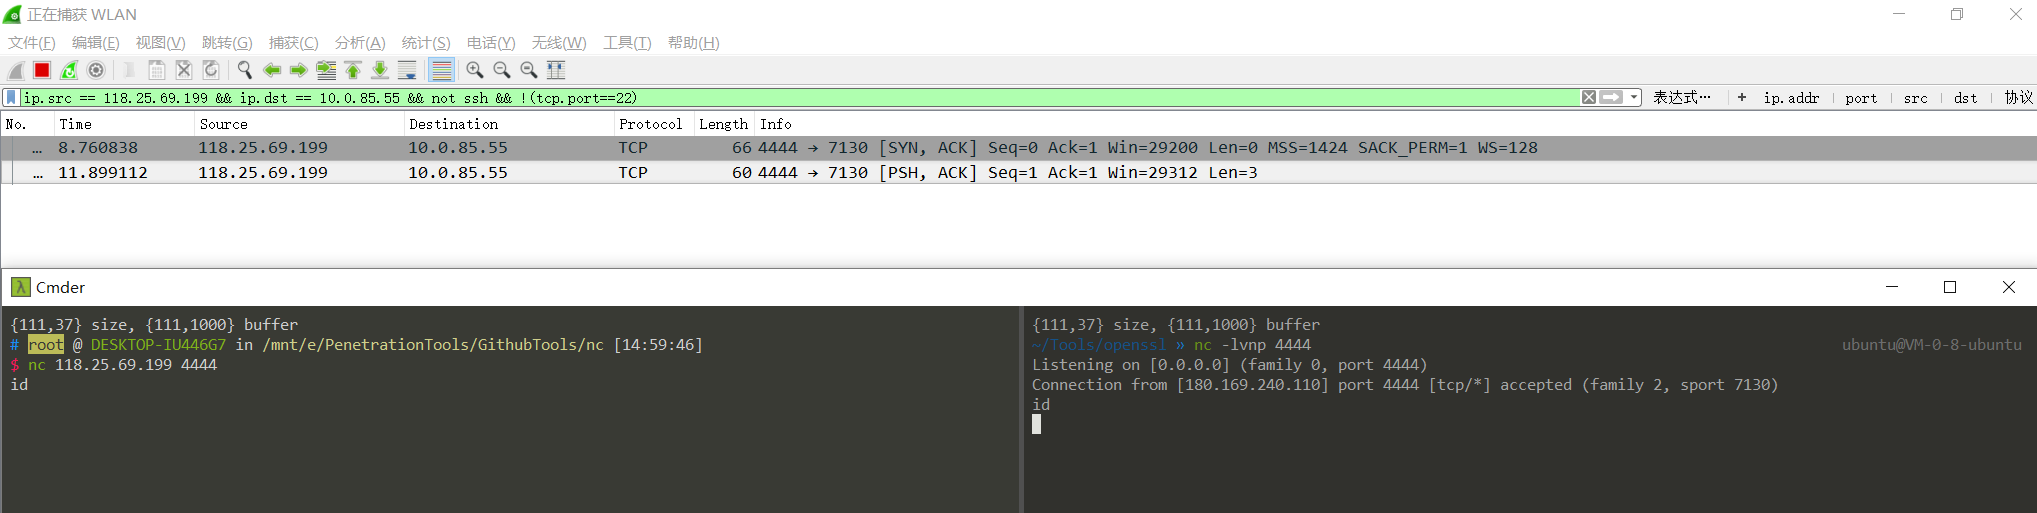 正在捕获 WLAN
文件(F) 编辑(E) 视图(V) 跳转(G) 捕获(C) 分析(A) 统计(S) 电话(Y) 无线(W) 工具(T) 帮助(H)
ip.src == 118.25.69.199 && ip.dst == 10.0.85.55 && not ssh && !(tcp.port==22) 表达式… + ip.addr port src dst 协议
No. Time Source Destination Protocol Length Info
… 8.760838 118.25.69.199 10.0.85.55 TCP 66 4444 → 7130 [SYN, ACK] Seq=0 Ack=1 Win=29200 Len=0 MSS=1424 SACK_PERM=1 WS=128
… 11.899112 118.25.69.199 10.0.85.55 TCP 60 4444 → 7130 [PSH, ACK] Seq=1 Ack=1 Win=29312 Len=3
λ Cmder
{111,37} size, {111,1000} buffer
# root @ DESKTOP-IU446G7 in /mnt/e/PenetrationTools/GithubTools/nc [14:59:46]
$ nc 118.25.69.199 4444
id
{111,37} size, {111,1000} buffer
~/Tools/openssl » nc -lvnp 4444 ubuntu@VM-0-8-ubuntu
Listening on [0.0.0.0] (family 0, port 4444)
Connection from [180.169.240.110] port 4444 [tcp/*] accepted (family 2, sport 7130)
id